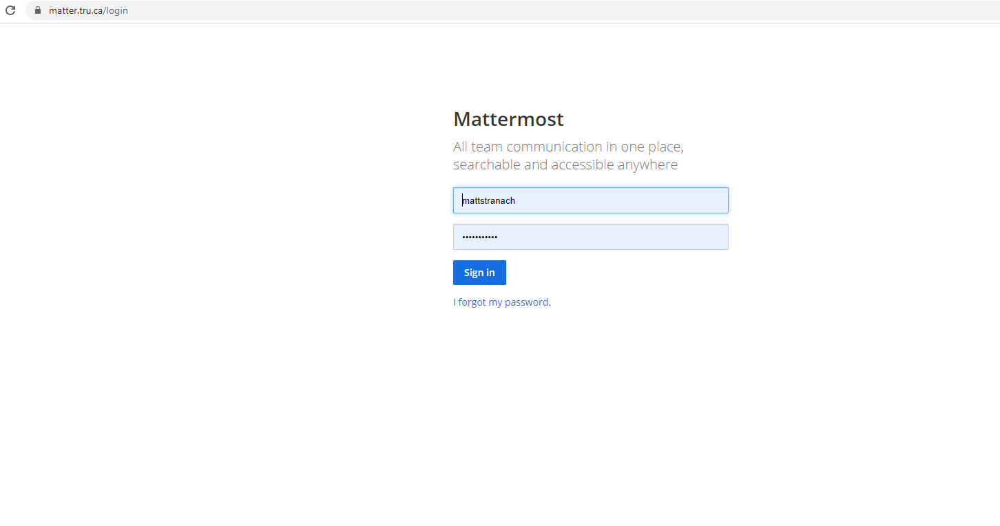 matter.tru.ca/login
Mattermost
All team communication in one place,
searchable and accessible anywhere
mattstranach
•••••••••••
Sign in
I forgot my password.